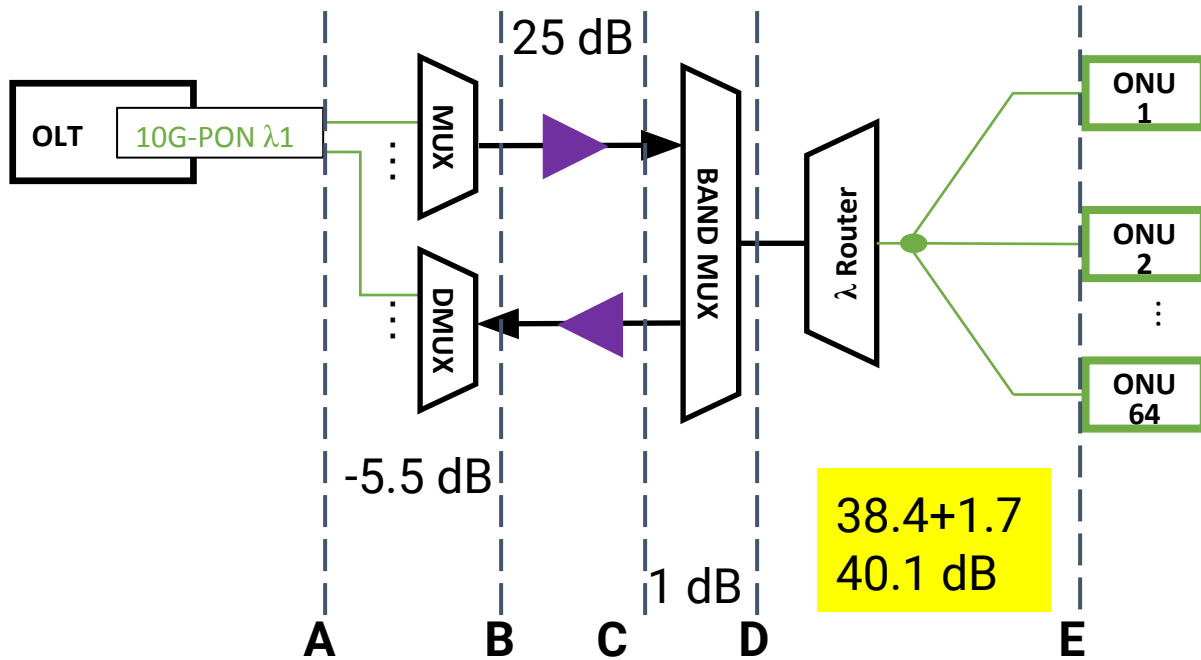 25 dB
OLT
10G-PON λ1
MUX
DMUX
BAND MUX
λ Router
ONU
1
ONU
2
ONU
64
-5.5 dB
1 dB
38.4+1.7
40.1 dB
A
B
C
D
E